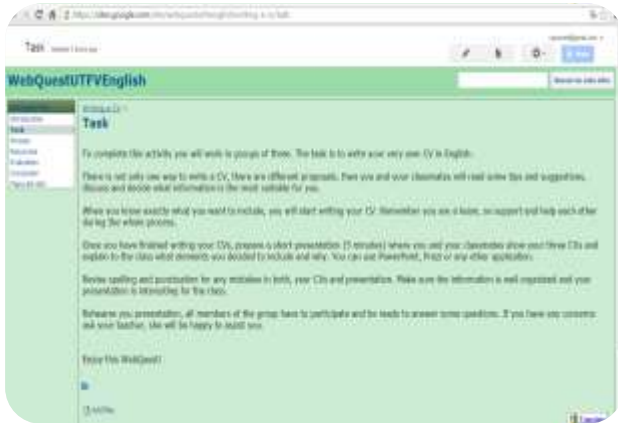 Task
WebQuestUTFVEnglish
Task
Task
To complete this activity you will work in groups of three. The task is to write your very own CV in English.
There is not only one way to write a CV, there are different proposals, then you and your classmates will read some tips and suggestions,
discuss and decide what information is the most suitable for you.
When you know exactly what you want to include, you will start writing your CV. Remember you are a team, so support and help each other
during the whole process.
Once you have finished writing your CVs, prepare a short presentation (5 minutes) where you and your classmates show your three CVs and
explain to the class what elements you decided to include and why. You can use PowerPoint, Prezi or any other application.
Revise spelling and punctuation for any mistakes in both, your CVs and presentation. Make sure the information is well organized and your
presentation is interesting for the class.
Rehearse you presentation, all members of the group have to participate and be ready to answer some questions. If you have any concerns
ask your teacher, she will be happy to assist you.
Enjoy this WebQuest!